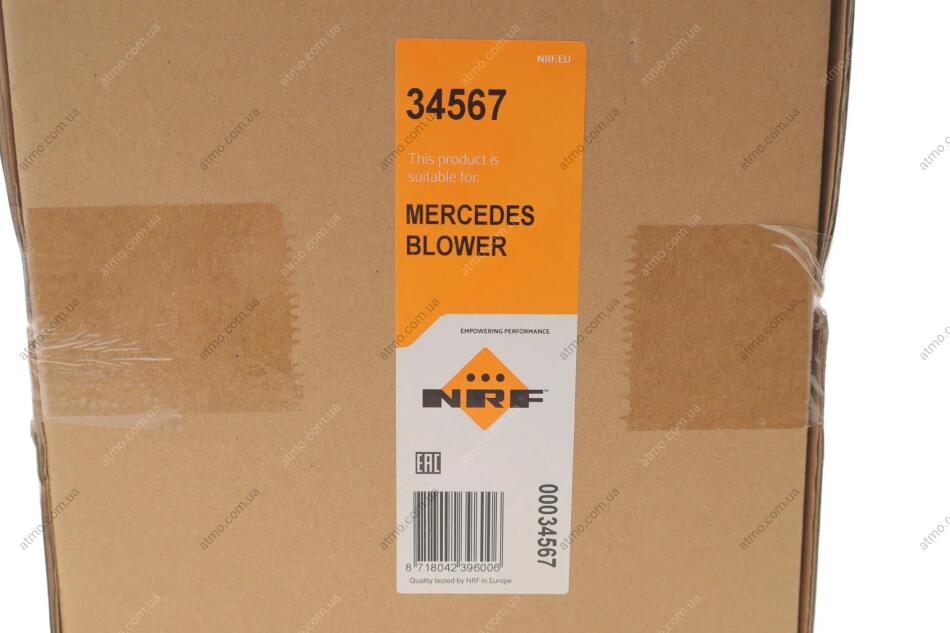 NRF.EU
34567
This product is
suitable for:
MERCEDES
BLOWER
EMPOWERING PERFORMANCE
NRF™
EAC
00034567
8 718042 396006
Quality tested by NRF in Europe
atmo.com.ua